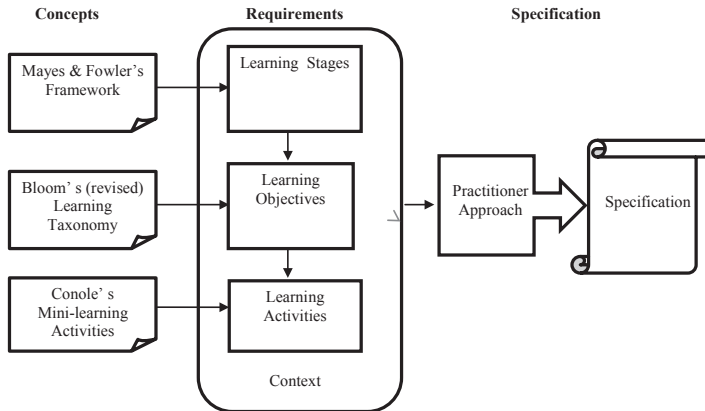 Concepts
Requirements
Specification
Mayes & Fowler's
Framework
Learning Stages
Bloom' s (revised)
Learning
Taxonomy
Learning
Objectives
Practitioner
Approach
Specification
Conole' s
Mini-learning
Activities
Learning
Activities
Context